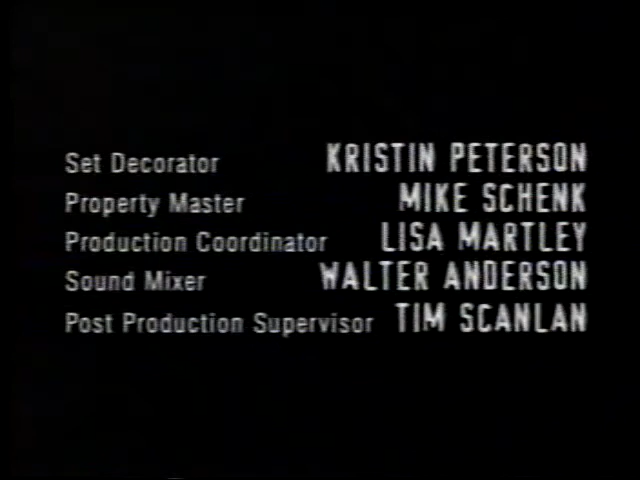 Set Decorator KRISTIN PETERSON
Property Master MIKE SCHENK
Production Coordinator LISA MARTLEY
Sound Mixer WALTER ANDERSON
Post Production Supervisor TIM SCANLAN